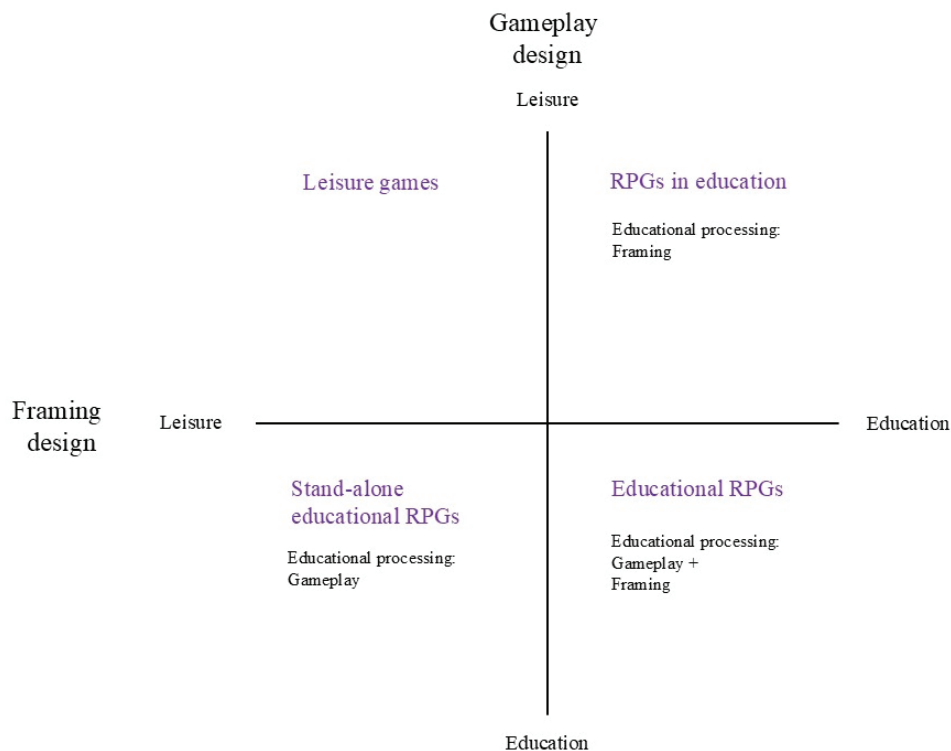 Gameplay
design
Leisure
Leisure games
RPGs in education
Educational processing:
Framing
Framing
design
Leisure
Education
Stand-alone
educational RPGs
Educational processing:
Gameplay
Educational RPGs
Educational processing:
Gameplay +
Framing
Education